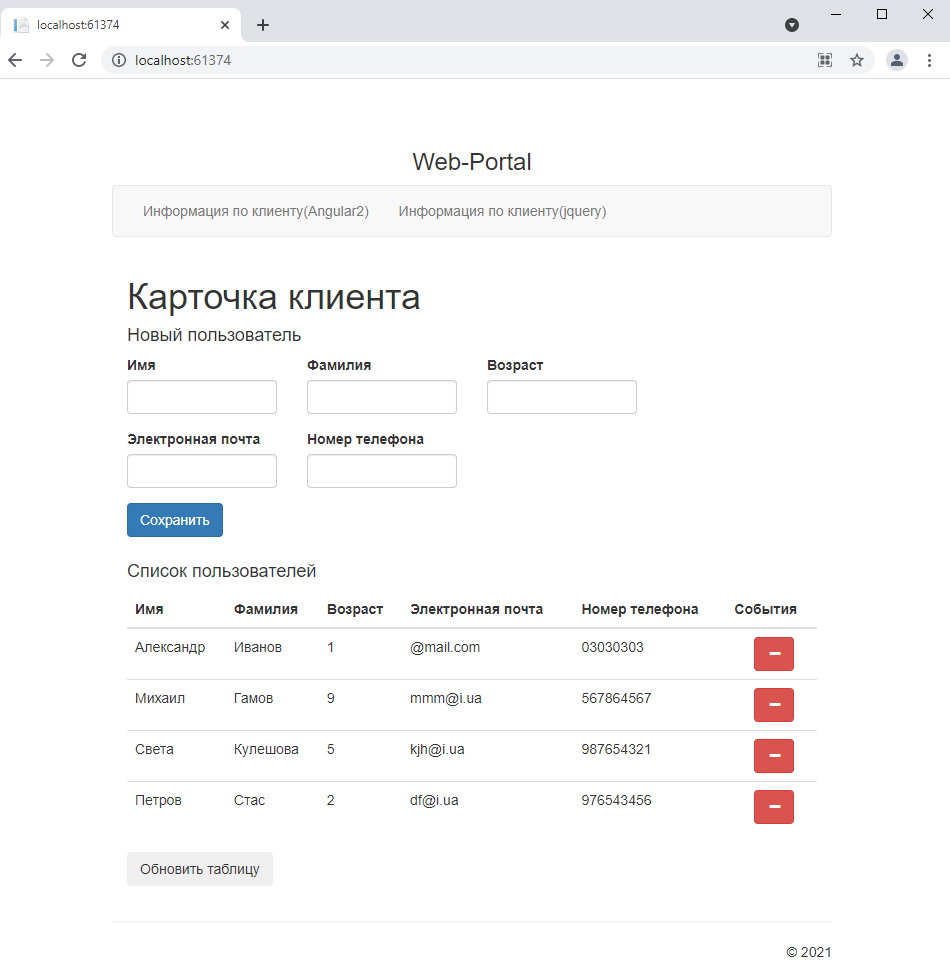 localhost:61374
localhost:61374
Web-Portal
Информация по клиенту(Angular2) Информация по клиенту(jquery)
Карточка клиента
Новый пользователь
Имя Фамилия Возраст
Электронная почта Номер телефона
Сохранить
Список пользователей
Имя Фамилия Возраст Электронная почта Номер телефона События
Александр Иванов 1 @mail.com 03030303
Михаил Гамов 9 mmm@i.ua 567864567
Света Кулешова 5 kjh@i.ua 987654321
Петров Стас 2 df@i.ua 976543456
Обновить таблицу
© 2021